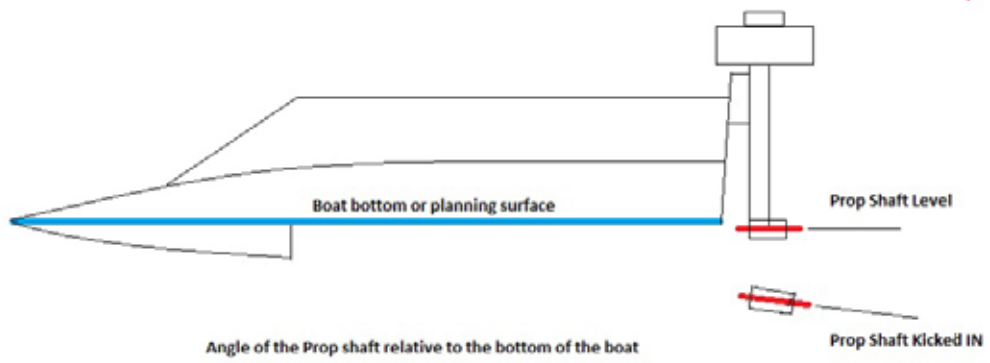 Boat bottom or planning surface
Prop Shaft Level
Prop Shaft Kicked IN
Angle of the Prop shaft relative to the bottom of the boat